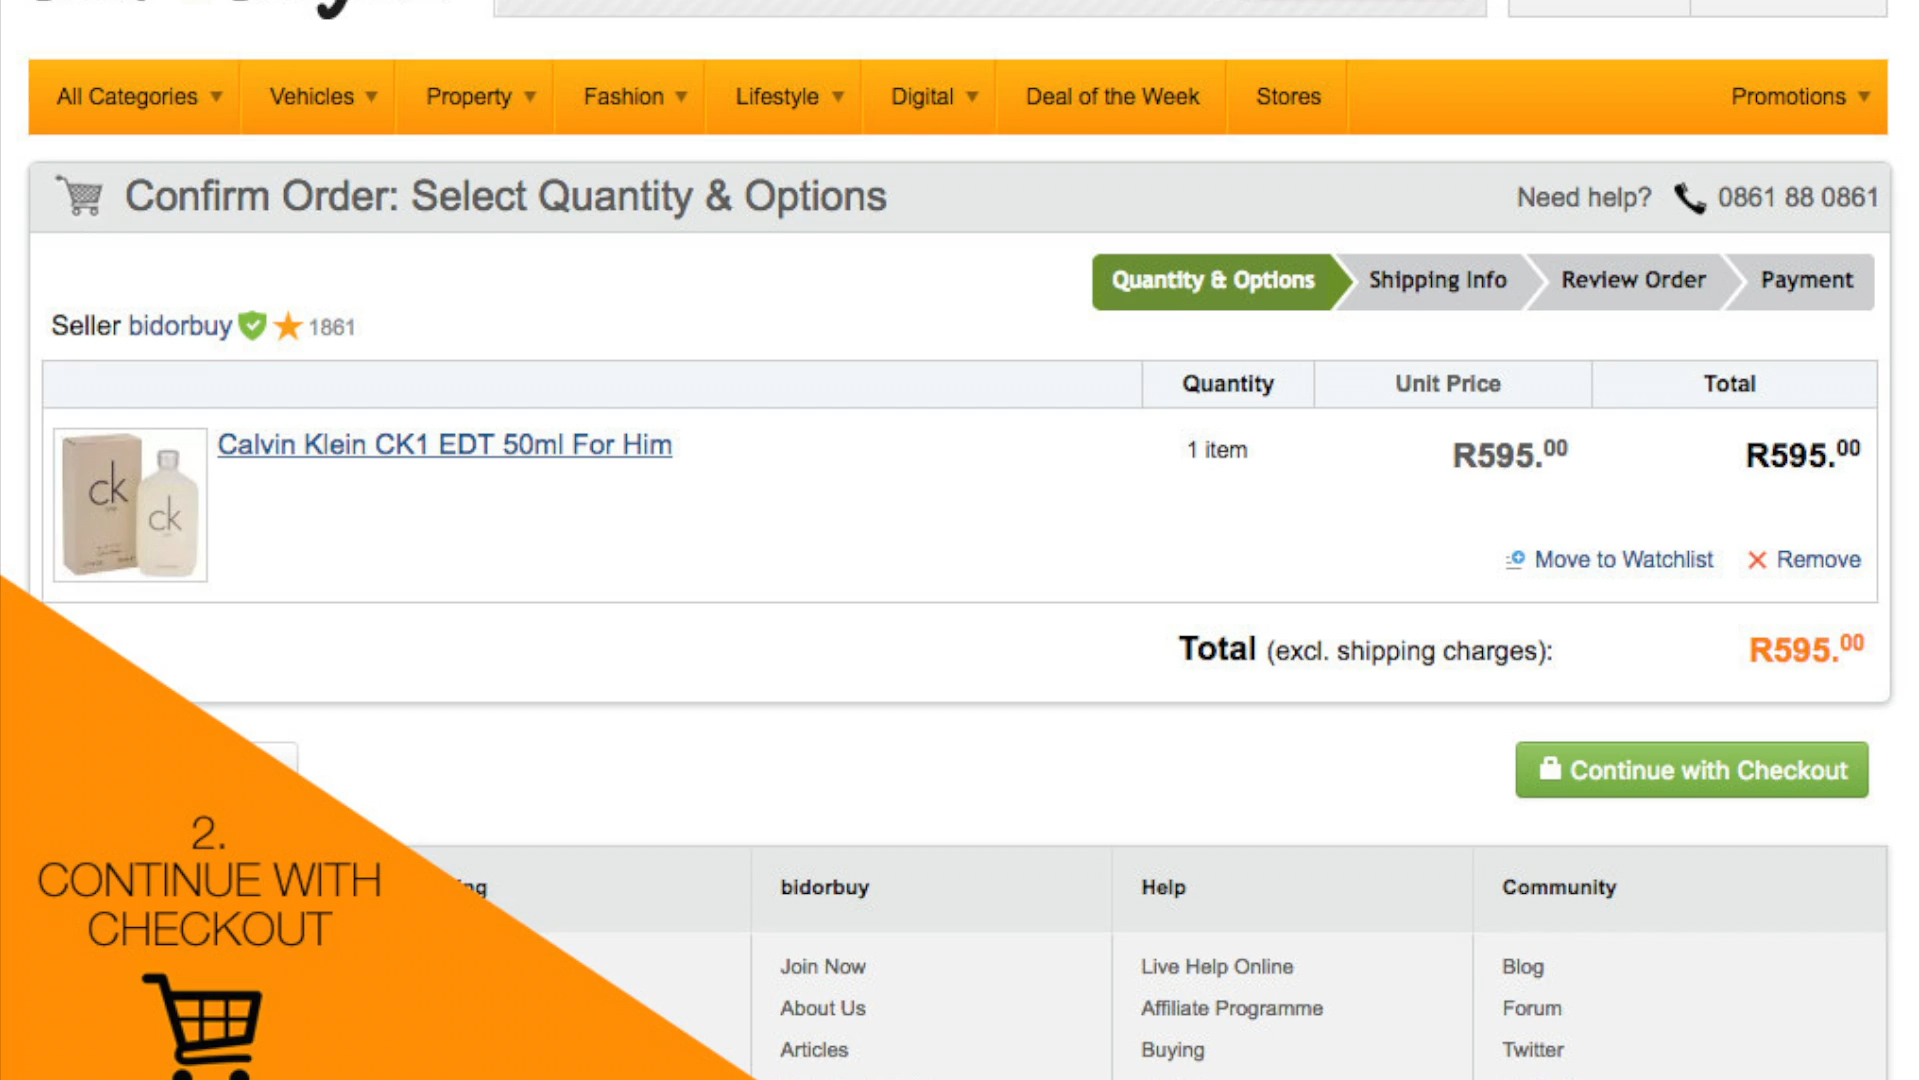 All Categories Vehicles Property Fashion Lifestyle Digital Deal of the Week Stores Promotions
Confirm Order: Select Quantity & Options Need help? 0861 88 0861
Quantity & Options Shipping Info Review Order Payment
Seller bidorbuy 1861
Quantity Unit Price Total
Calvin Klein CK1 EDT 50ml For Him 1 item R595.00 R595.00
ck
ck
Move to Watchlist Remove
Total (excl. shipping charges): R595.00
Continue with Checkout
2.
CONTINUE WITH
CHECKOUT
bidorbuy Help Community
Join Now Live Help Online Blog
About Us Affiliate Programme Forum
Articles Buying Twitter